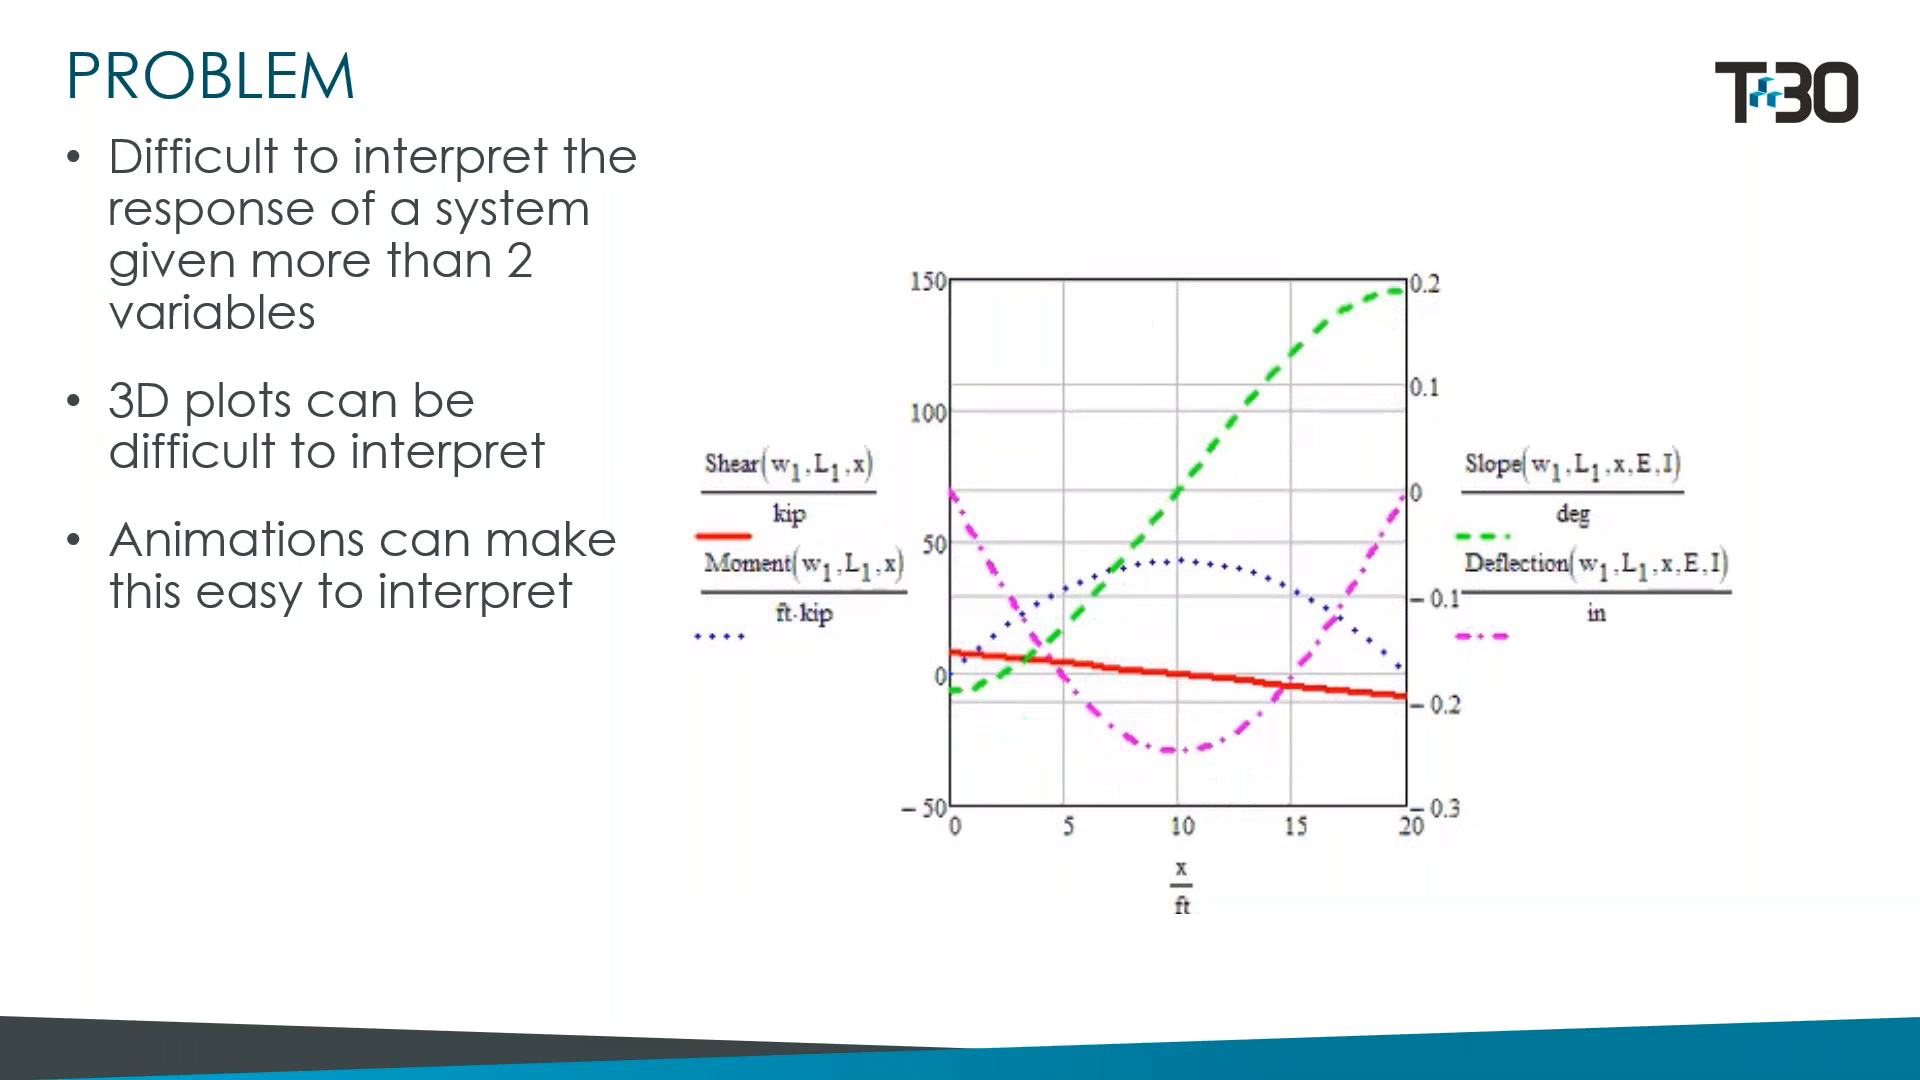 PROBLEM
T30
• Difficult to interpret the
response of a system
given more than 2
variables
• 3D plots can be
difficult to interpret
• Animations can make
this easy to interpret
Shear(w1,L1,x)
kip
Moment(w1,L1,x)
ft·kip
150
100
50
0
– 50
0.2
0.1
0
– 0.1
– 0.2
– 0.3
0 5 10 15 20
x
ft
Slope(w1,L1,x,E,I)
deg
Deflection(w1,L1,x,E,I)
in